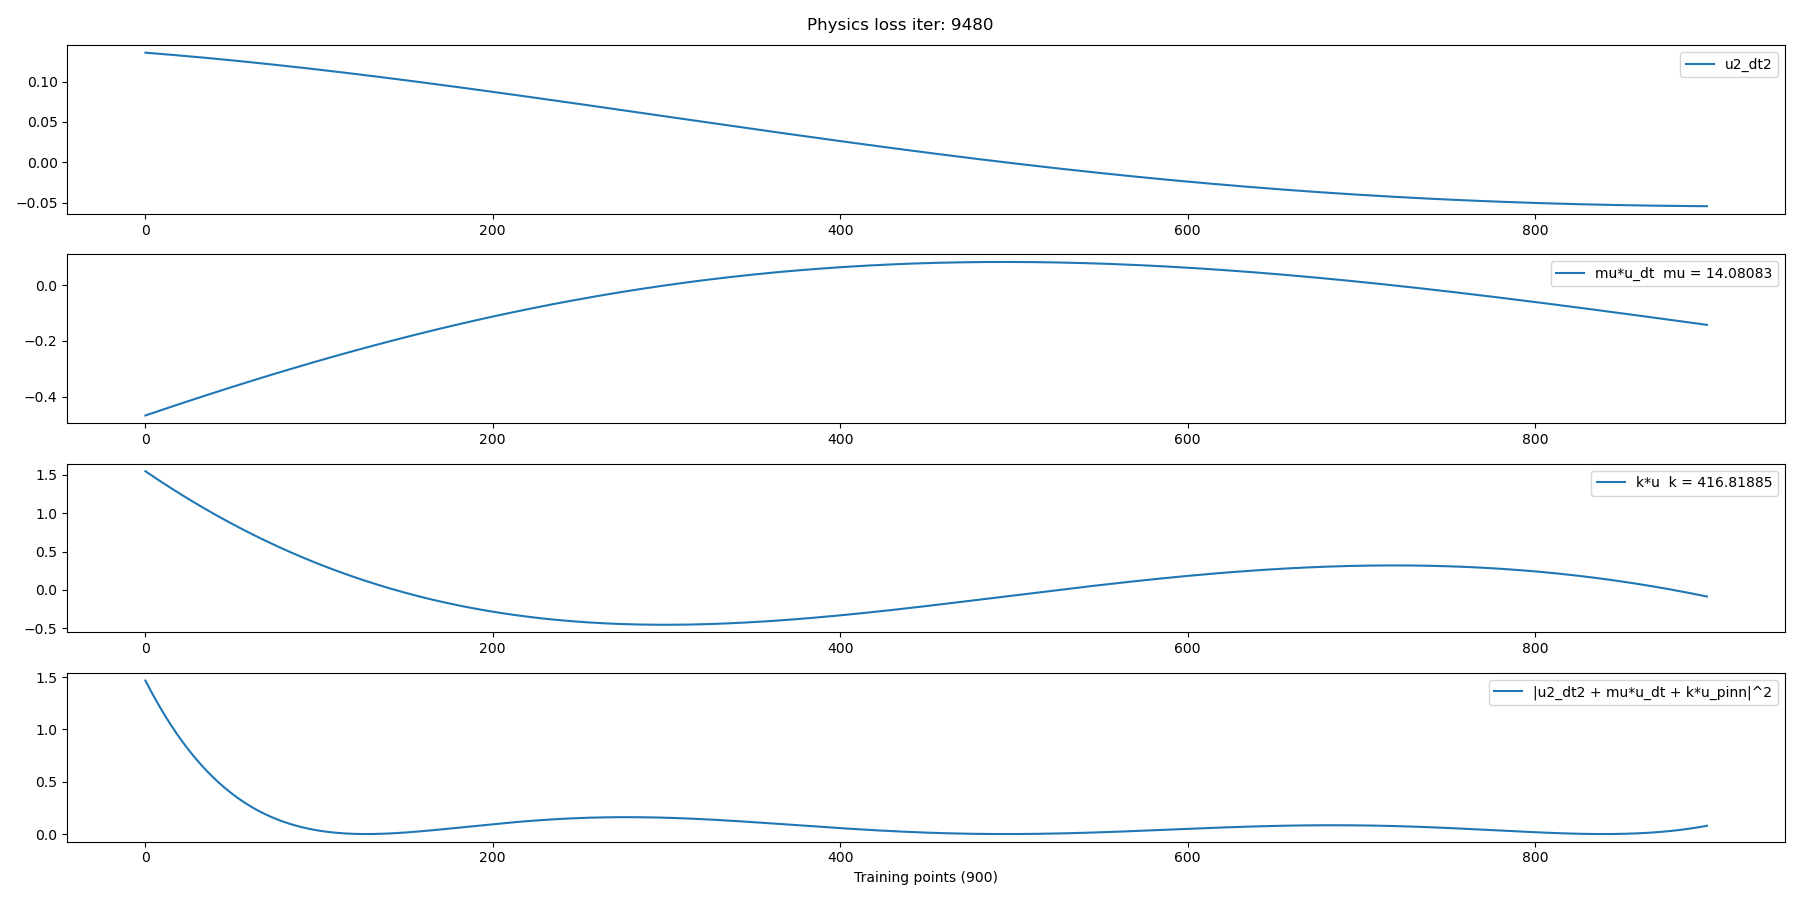 Physics loss iter: 9480
u2_dt2
0.10
0.05
0.00
−0.05
0 200 400 600 800
mu*u_dt  mu = 14.08083
0.0
−0.2
−0.4
0 200 400 600 800
k*u  k = 416.81885
1.5
1.0
0.5
0.0
−0.5
0 200 400 600 800
|u2_dt2 + mu*u_dt + k*u_pinn|^2
1.5
1.0
0.5
0.0
0 200 400 600 800
Training points (900)